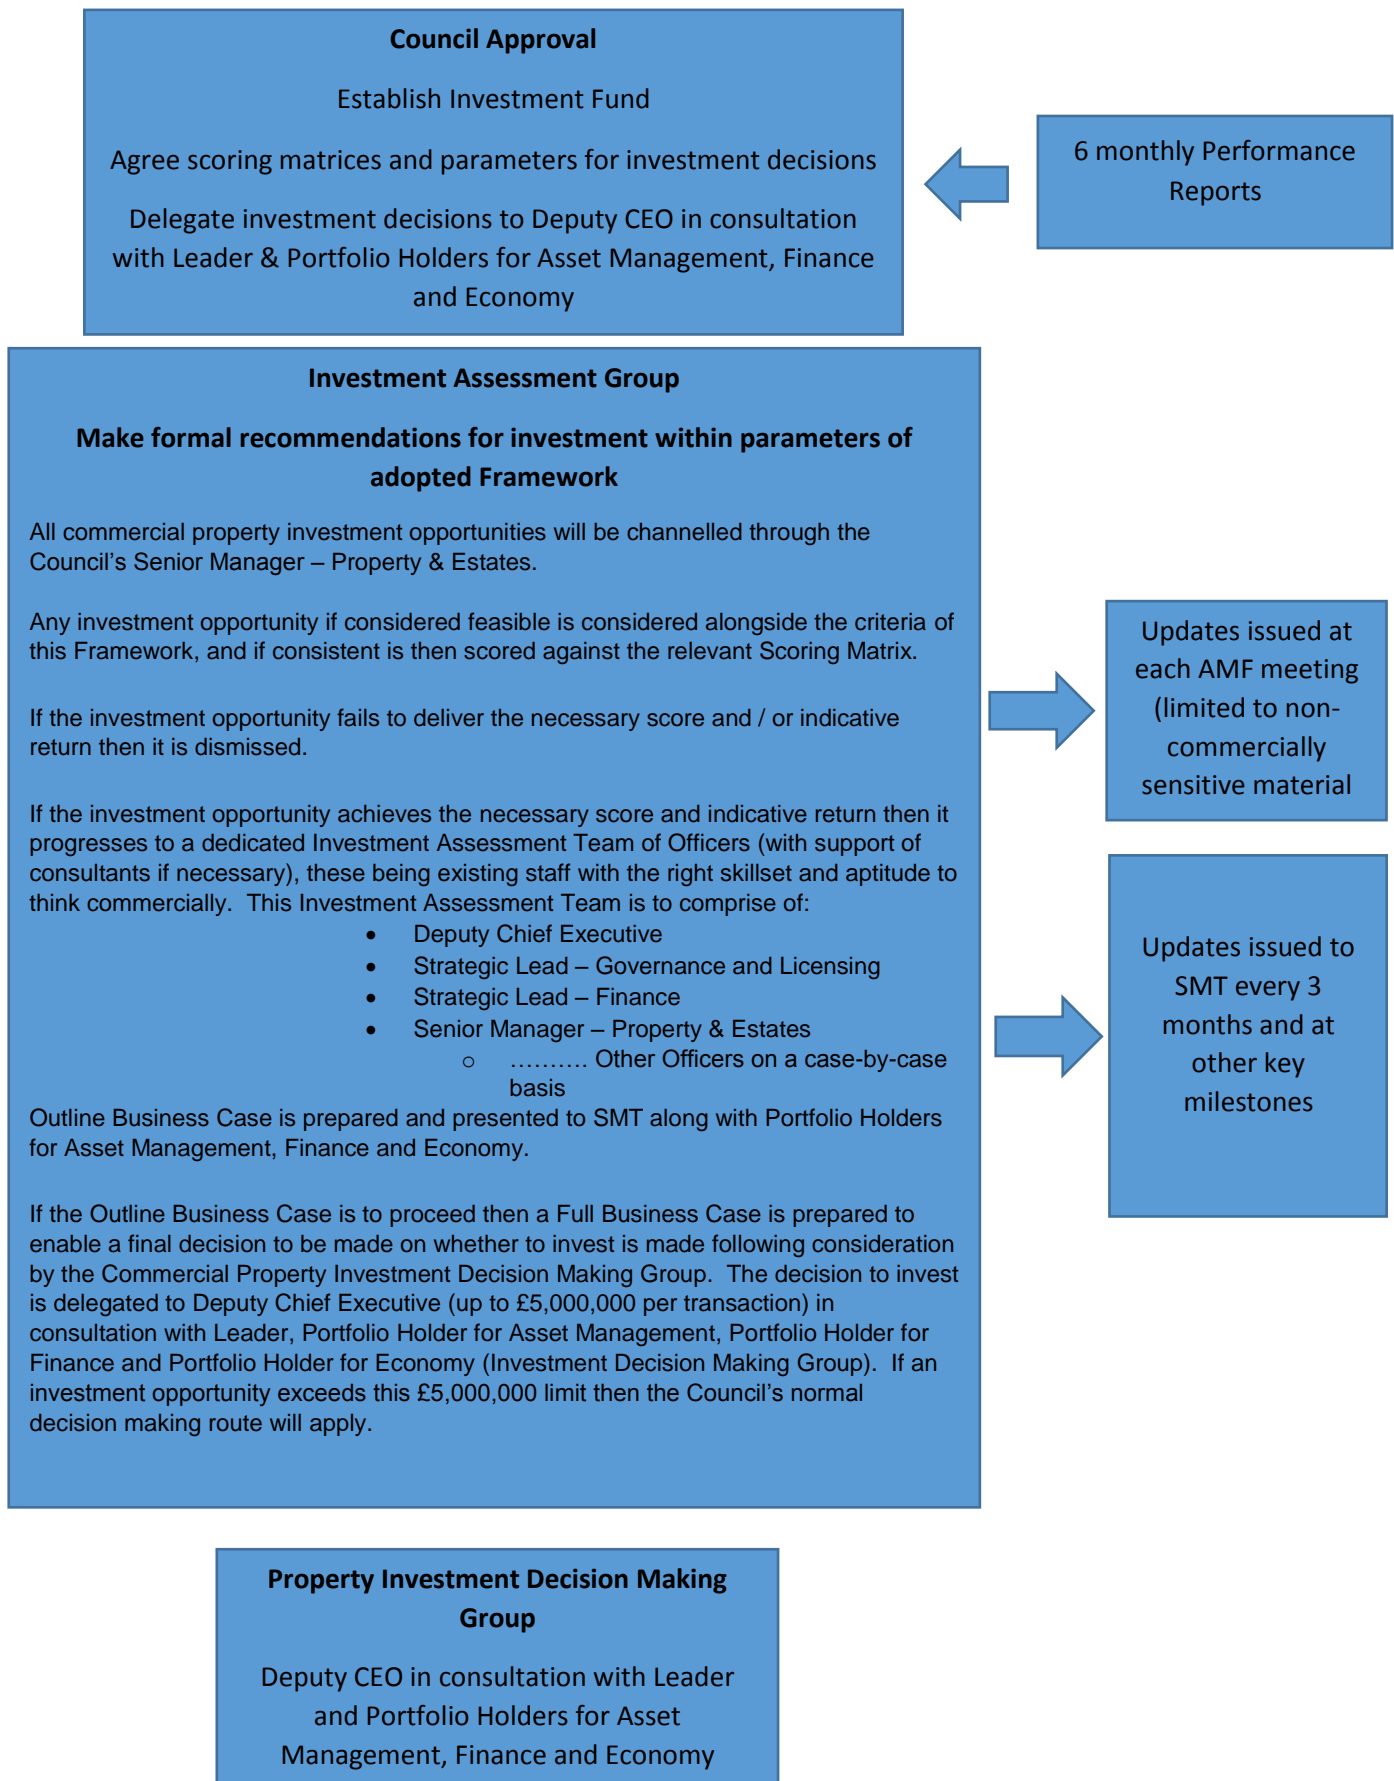 Council Approval
Establish Investment Fund
Agree scoring matrices and parameters for investment decisions
Delegate investment decisions to Deputy CEO in consultation
with Leader & Portfolio Holders for Asset Management, Finance
and Economy
6 monthly Performance
Reports
Investment Assessment Group
Make formal recommendations for investment within parameters of
adopted Framework
All commercial property investment opportunities will be channelled through the
Council’s Senior Manager – Property & Estates.
Any investment opportunity if considered feasible is considered alongside the criteria of
this Framework, and if consistent is then scored against the relevant Scoring Matrix.
If the investment opportunity fails to deliver the necessary score and / or indicative
return then it is dismissed.
If the investment opportunity achieves the necessary score and indicative return then it
progresses to a dedicated Investment Assessment Team of Officers (with support of
consultants if necessary), these being existing staff with the right skillset and aptitude to
think commercially.  This Investment Assessment Team is to comprise of:
• Deputy Chief Executive
• Strategic Lead – Governance and Licensing
• Strategic Lead – Finance
• Senior Manager – Property & Estates
o ………. Other Officers on a case-by-case
basis
Outline Business Case is prepared and presented to SMT along with Portfolio Holders
for Asset Management, Finance and Economy.
If the Outline Business Case is to proceed then a Full Business Case is prepared to
enable a final decision to be made on whether to invest is made following consideration
by the Commercial Property Investment Decision Making Group.  The decision to invest
is delegated to Deputy Chief Executive (up to £5,000,000 per transaction) in
consultation with Leader, Portfolio Holder for Asset Management, Portfolio Holder for
Finance and Portfolio Holder for Economy (Investment Decision Making Group).  If an
investment opportunity exceeds this £5,000,000 limit then the Council’s normal
decision making route will apply.
Updates issued at
each AMF meeting
(limited to non-
commercially
sensitive material
Updates issued to
SMT every 3
months and at
other key
milestones
Property Investment Decision Making
Group
Deputy CEO in consultation with Leader
and Portfolio Holders for Asset
Management, Finance and Economy